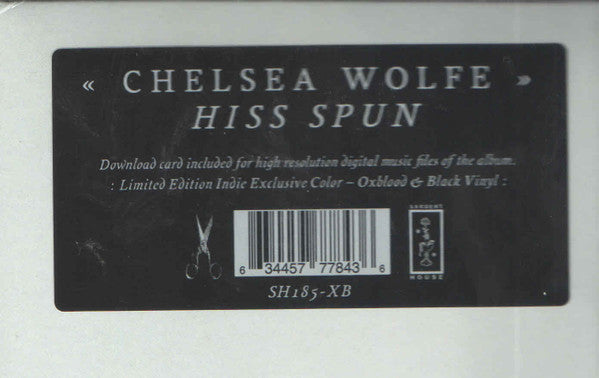 « CHELSEA WOLFE »
HISS SPUN
Download card included for high resolution digital music files of the album.
: Limited Edition Indie Exclusive Color – Oxblood & Black Vinyl :
SARGENT
HOUSE
6 34457 77843 6
SH185-XB